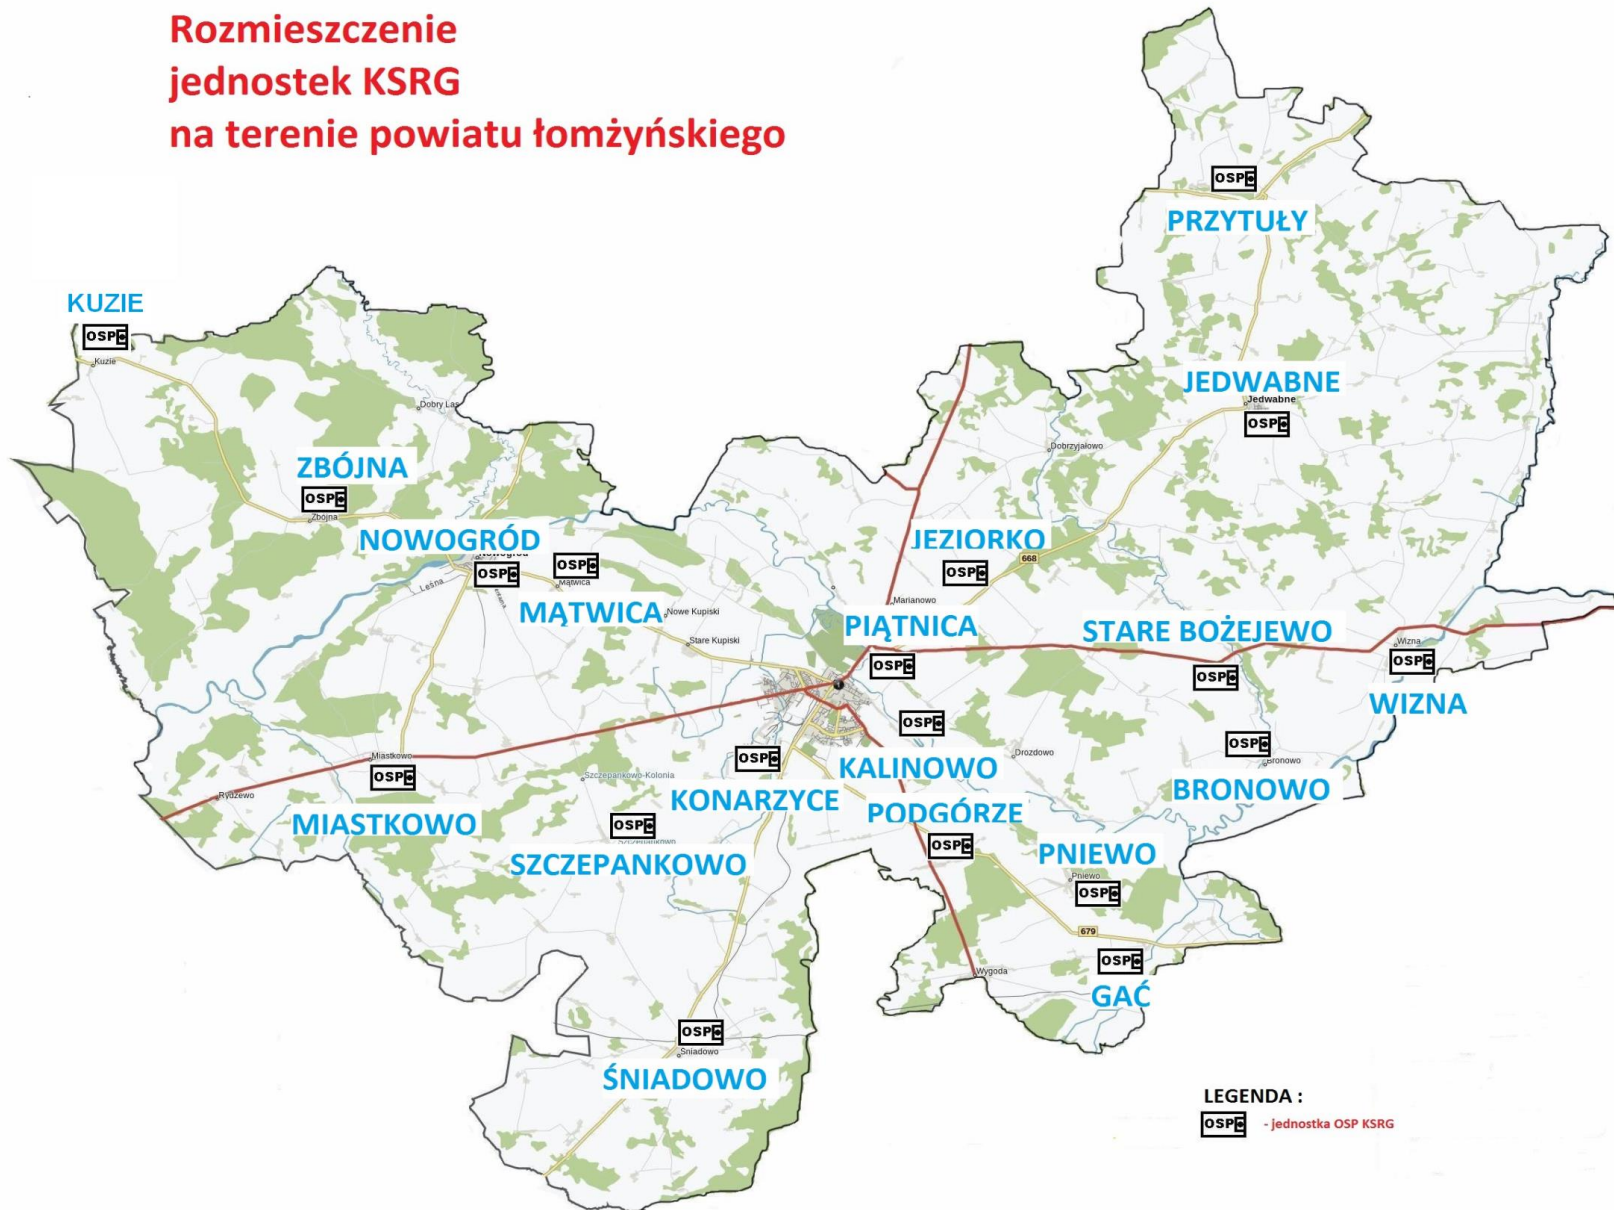 Rozmieszczenie
jednostek KSRG
na terenie powiatu łomżyńskiego
OSP
PRZYTUŁY
KUZIE
OSP
Kuzie
JEDWABNE
Jedwabne
OSP
Dobry Las
Dobrzyjałowo
ZBÓJNA
OSP
Zbójna
NOWOGRÓD
Nowogród
OSP
Leśna
OSP
Mątwica
MĄTWICA
Nowe Kupiski
Stare Kupiski
JEZIORKO
OSP
668
Marianowo
PIĄTNICA
OSP
STARE BOŻEJEWO
OSP
Wizna
OSP
WIZNA
OSP
KALINOWO
Drozdowo
OSP
Bronowo
BRONOWO
Miastkowo
OSP
MIASTKOWO
Rydzewo
Szczepankowo-Kolonia
OSP
KONARZYCE
OSP
Szczepankowo
SZCZEPANKOWO
PODGÓRZE
OSP
PNIEWO
Pniewo
OSP
679
OSP
GAĆ
Wygoda
OSP
Śniadowo
ŚNIADOWO
LEGENDA :
OSP - jednostka OSP KSRG